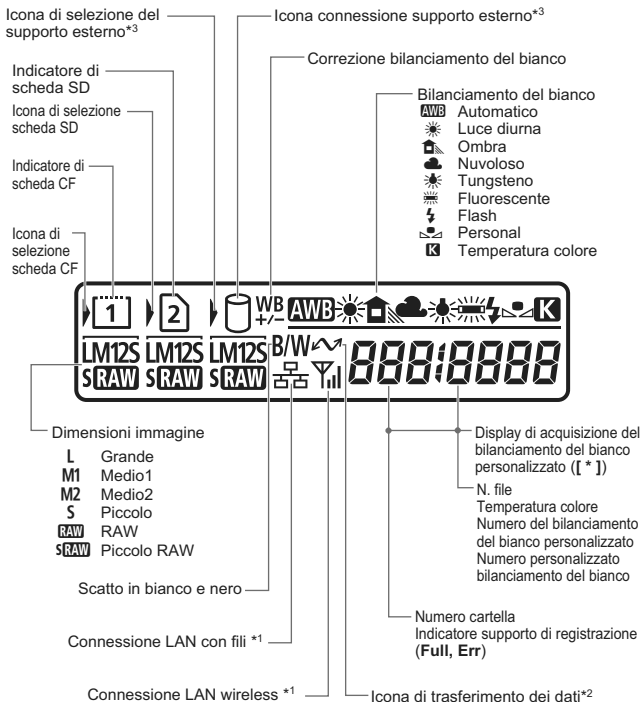 Icona di selezione del
supporto esterno*3
Icona connessione supporto esterno*3
Correzione bilanciamento del bianco
Indicatore di
scheda SD
Icona di selezione
scheda SD
Indicatore di
scheda CF
Icona di
selezione
scheda CF
Bilanciamento del bianco
AWB Automatico
Luce diurna
Ombra
Nuvoloso
Tungsteno
Fluorescente
Flash
Personal
K Temperatura colore
1 2 WB +/- AWB K
LM12S LM12S LM12S B/W
S RAW S RAW S RAW 888:8888
Dimensioni immagine
L Grande
M1 Medio1
M2 Medio2
S Piccolo
RAW RAW
S RAW Piccolo RAW
Scatto in bianco e nero
Connessione LAN con fili *1
Connessione LAN wireless *1
Display di acquisizione del
bilanciamento del bianco
personalizzato ([ * ])
N. file
Temperatura colore
Numero del bilanciamento
del bianco personalizzato
Numero personalizzato
bilanciamento del bianco
Numero cartella
Indicatore supporto di registrazione
(Full, Err)
Icona di trasferimento dei dati*2